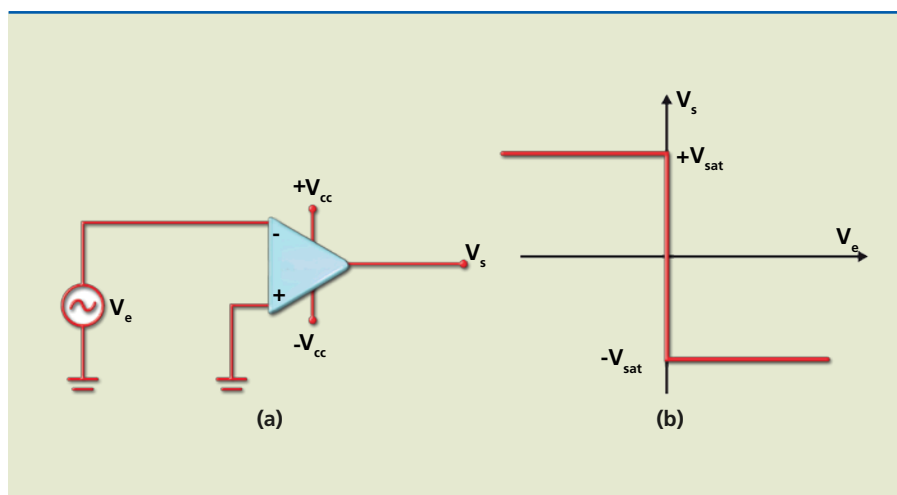 +Vcc
-
Vs
+
Ve
-Vcc
(a)
Vs
+Vsat
Ve
-Vsat
(b)